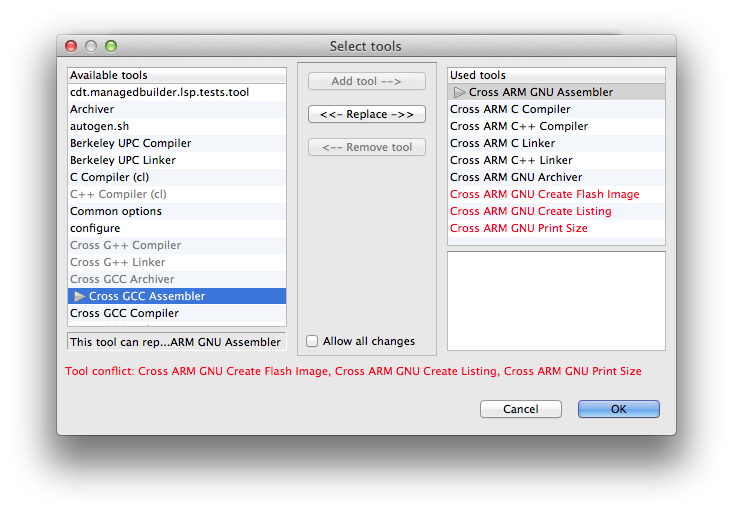 Select tools
Available tools
cdt.managedbuilder.lsp.tests.tool
Archiver
autogen.sh
Berkeley UPC Compiler
Berkeley UPC Linker
C Compiler (cl)
C++ Compiler (cl)
Common options
configure
Cross G++ Compiler
Cross G++ Linker
Cross GCC Archiver
Cross GCC Assembler
Cross GCC Compiler
This tool can rep...ARM GNU Assembler
Add tool -->
<<- Replace ->>
<-- Remove tool
Allow all changes
Used tools
Cross ARM GNU Assembler
Cross ARM C Compiler
Cross ARM C++ Compiler
Cross ARM C Linker
Cross ARM C++ Linker
Cross ARM GNU Archiver
Cross ARM GNU Create Flash Image
Cross ARM GNU Create Listing
Cross ARM GNU Print Size
Tool conflict: Cross ARM GNU Create Flash Image, Cross ARM GNU Create Listing, Cross ARM GNU Print Size
Cancel
OK